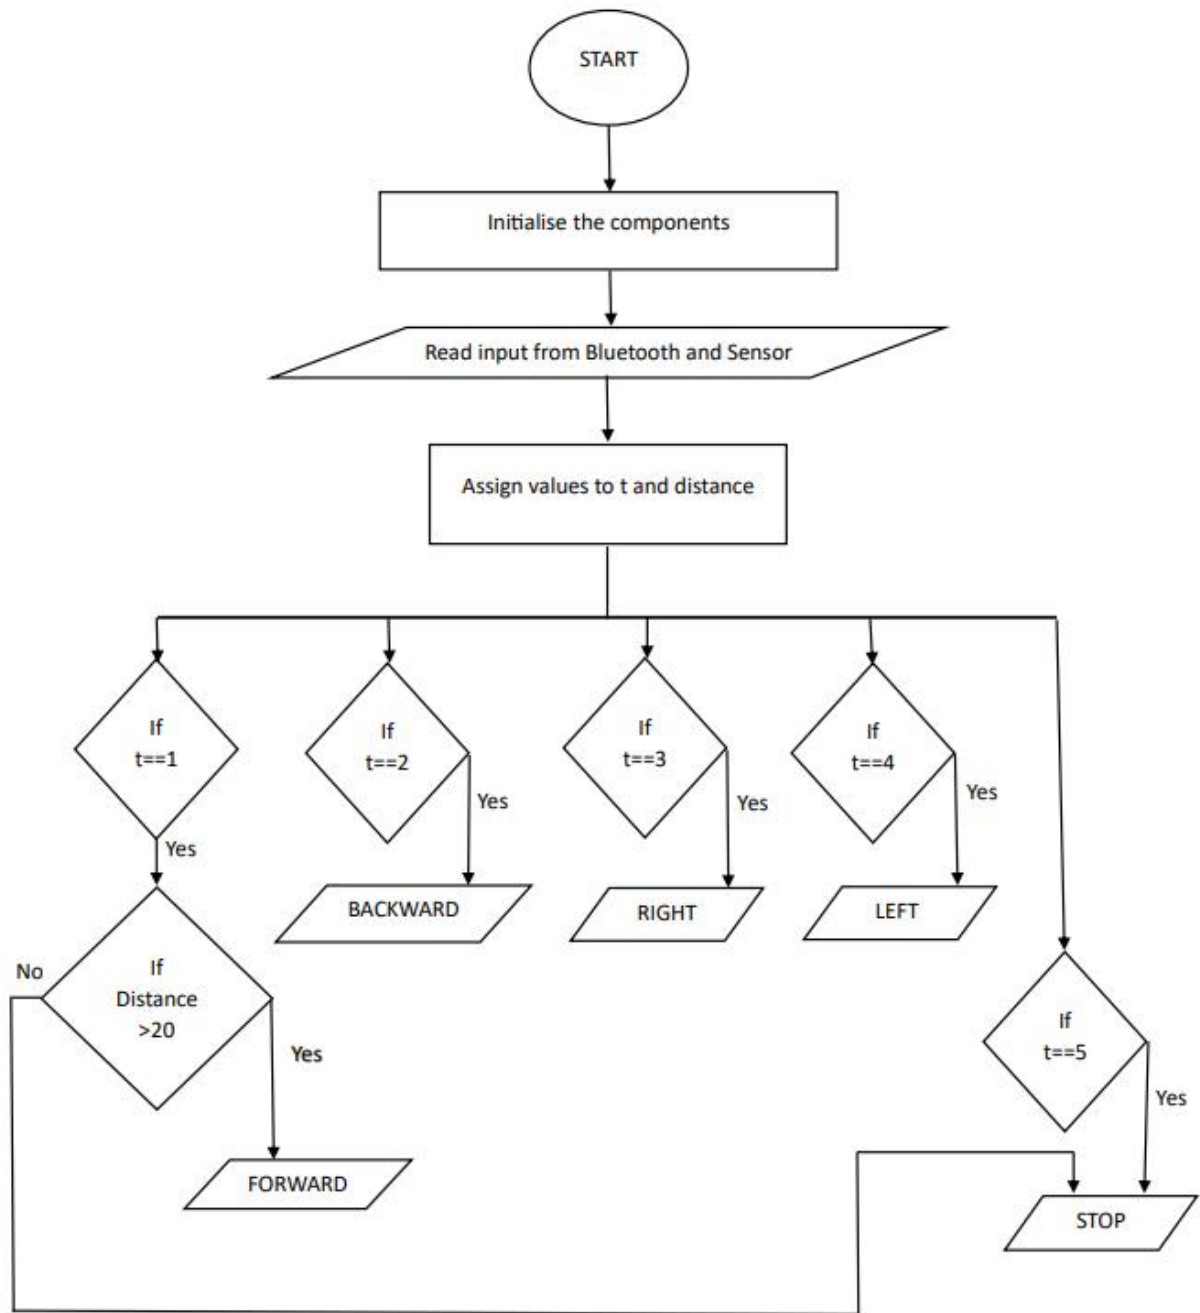 START
Initialise the components
Read input from Bluetooth and Sensor
Assign values to t and distance
If
t==1
If
t==2
If
t==3
If
t==4
Yes
Yes
Yes
Yes
BACKWARD
RIGHT
LEFT
No
If
Distance
>20
Yes
If
t==5
Yes
FORWARD
STOP